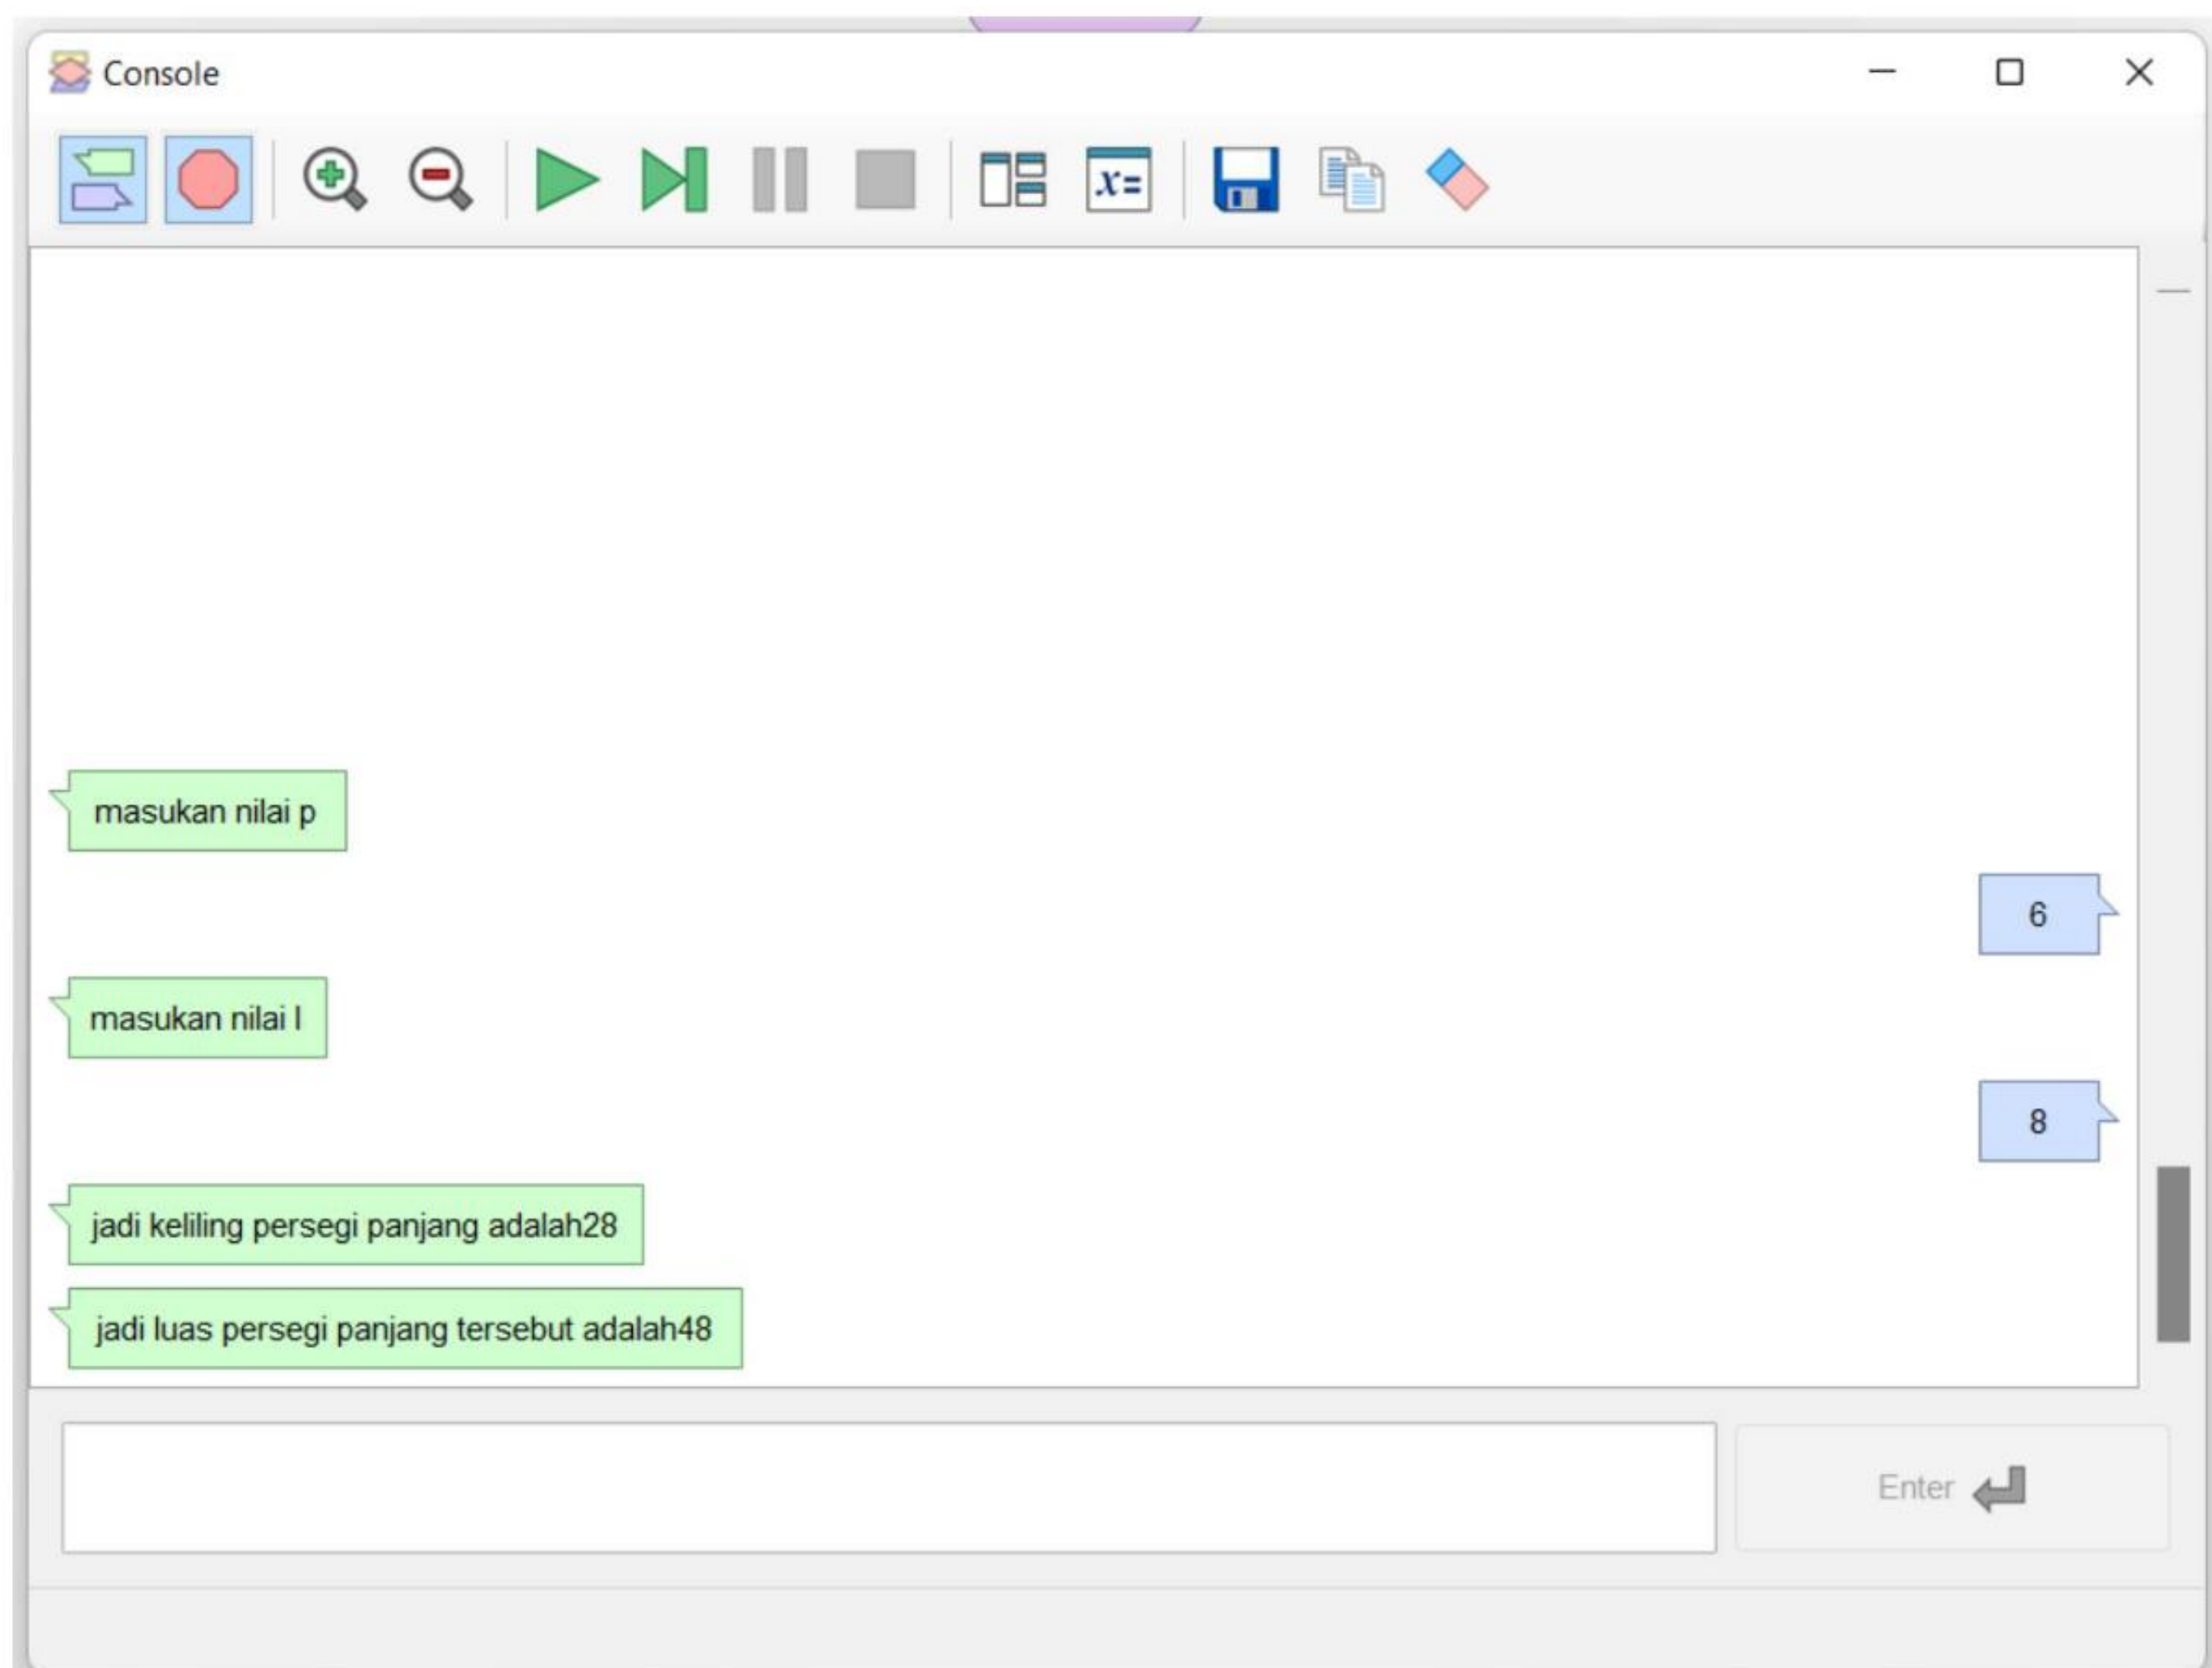 Console
x=
masukan nilai p
6
masukan nilai l
8
jadi keliling persegi panjang adalah28
jadi luas persegi panjang tersebut adalah48
Enter